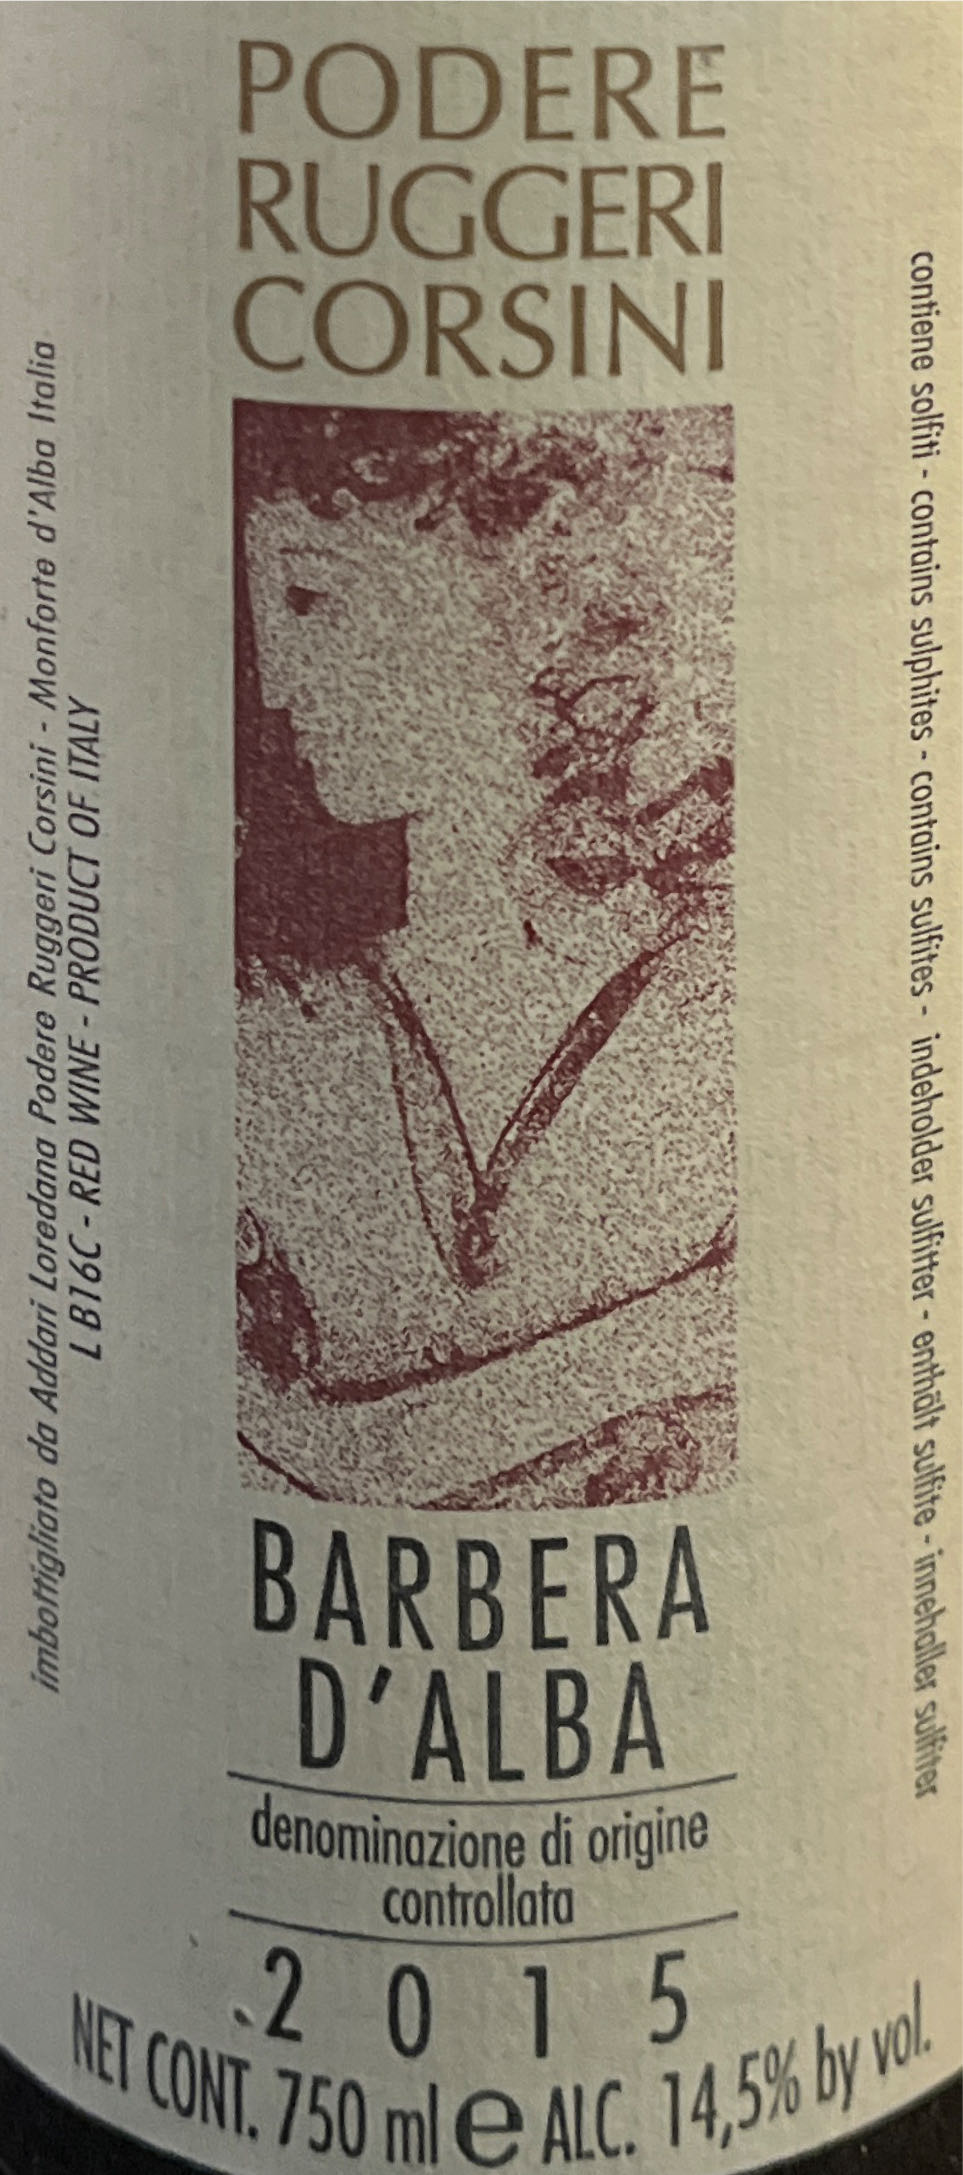 PODERE
RUGGERI
CORSINI
imbottigliato da Addari Loredana Podere Ruggeri Corsini - Monforte d'Alba Italia
L B16C - RED WINE - PRODUCT OF ITALY
contiene solfiti - contains sulphites - contains sulfites - indeholder sulfitter - enthält sulfite - innehaller sulfitter
BARBERA
D'ALBA
denominazione di origine
controllata
2015
NET CONT. 750 ml e ALC. 14,5% by vol.